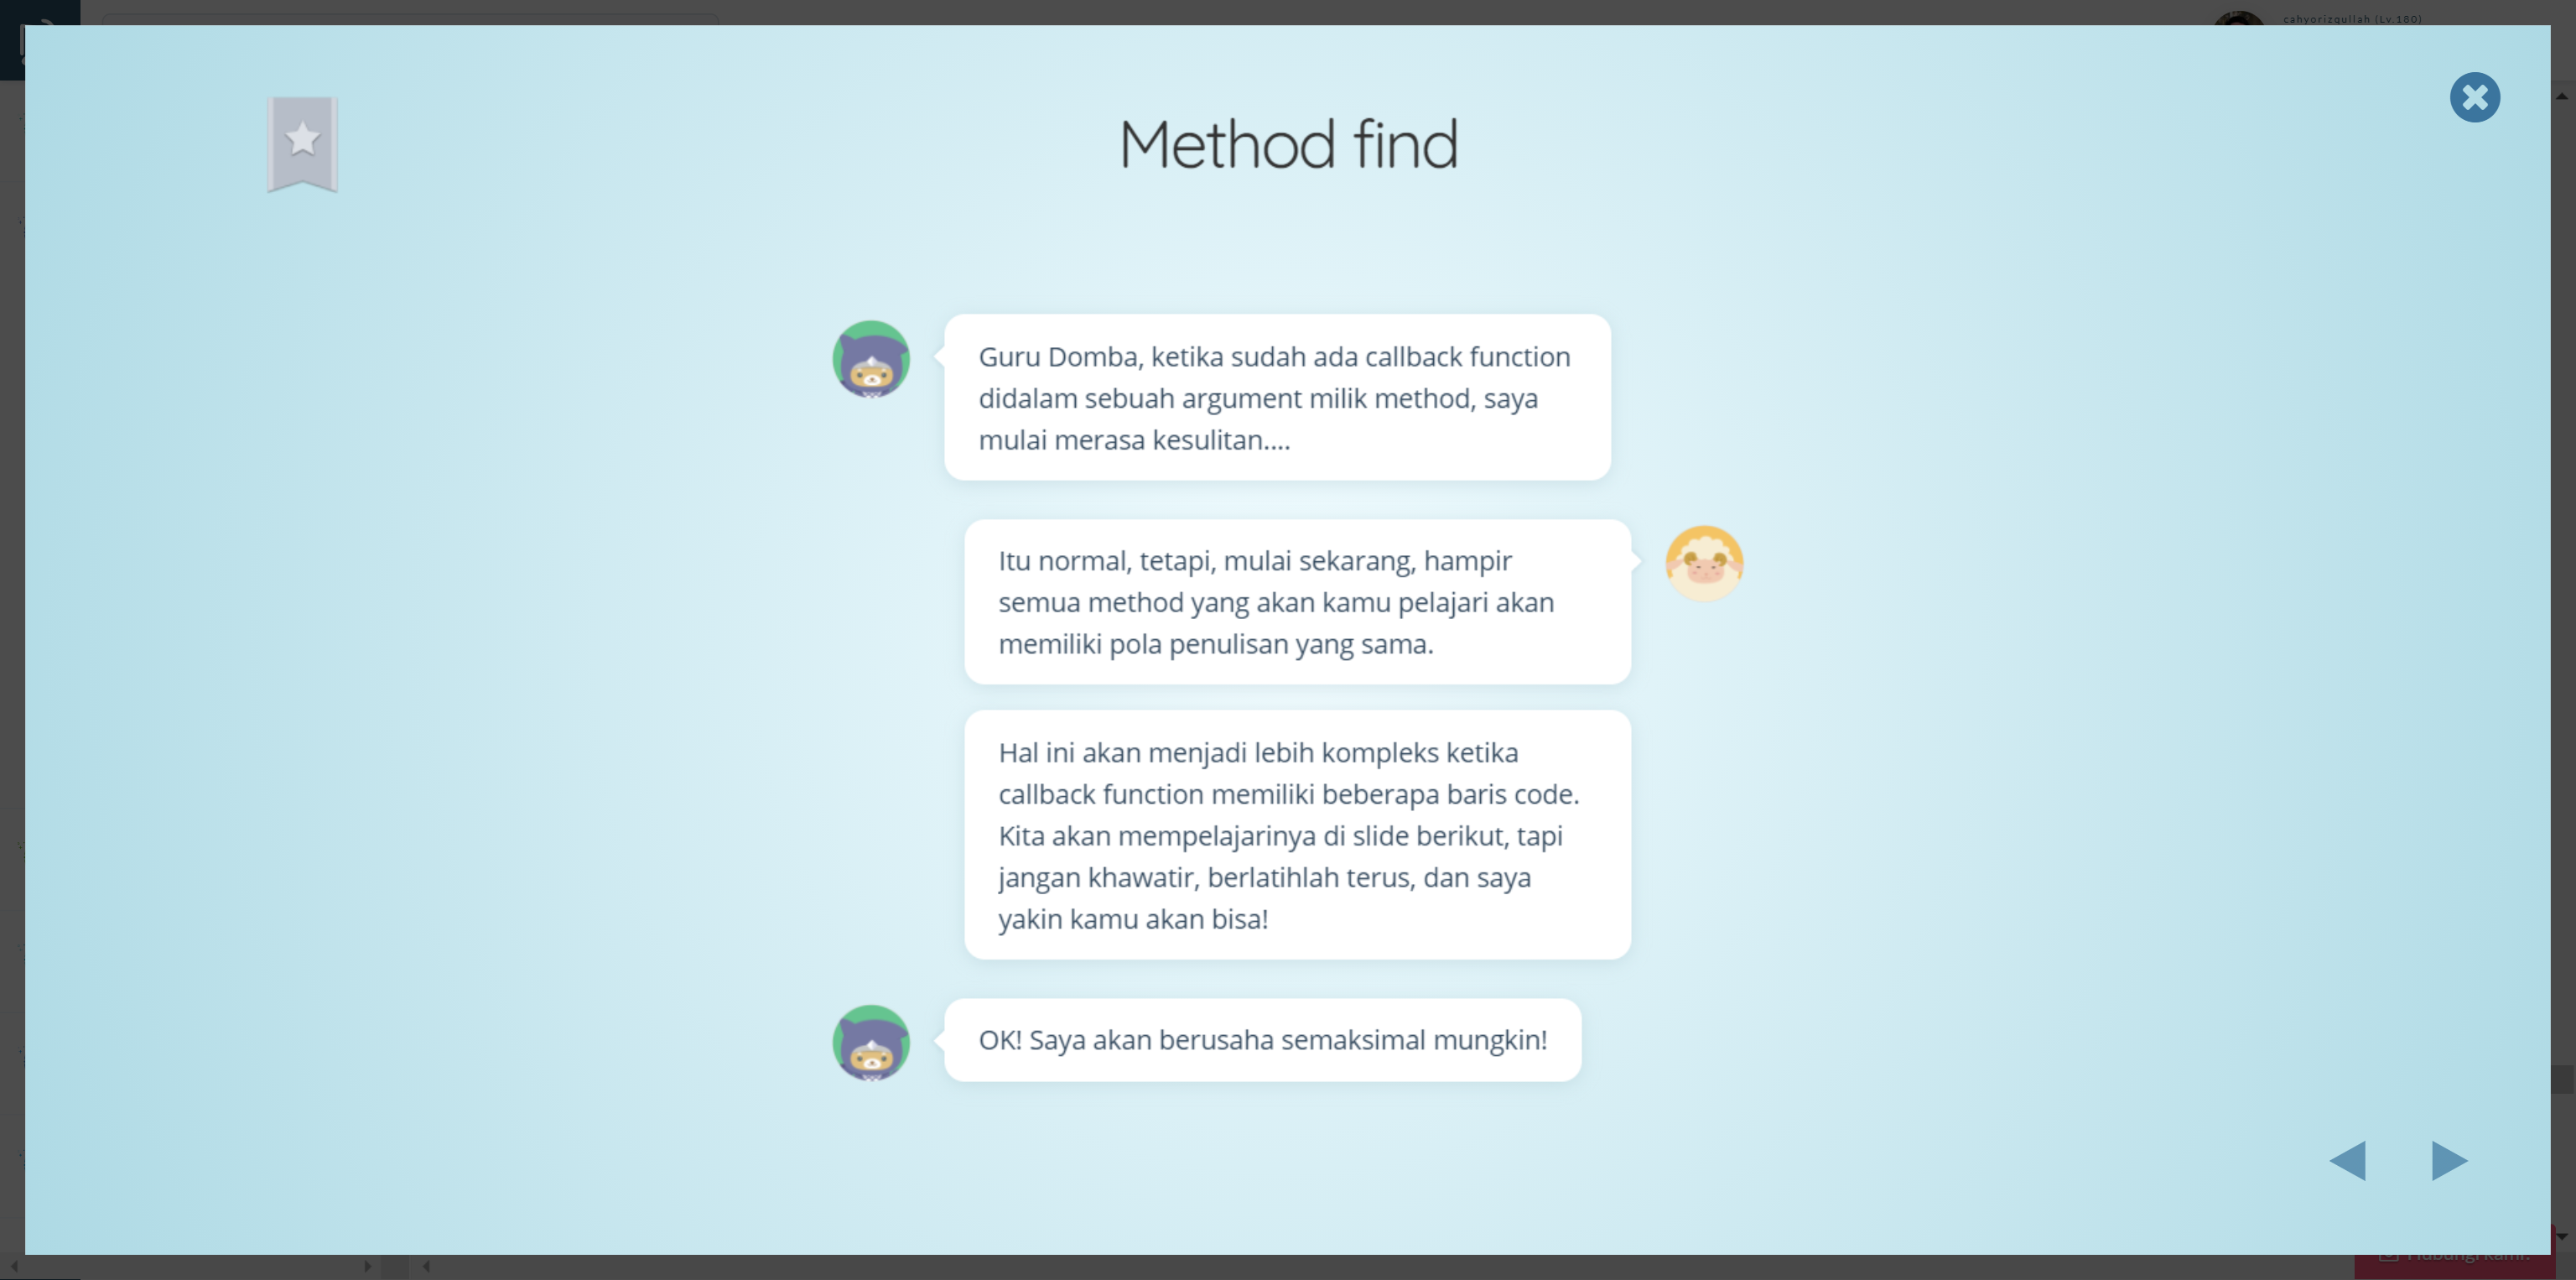 cahyorizqullah (Lv.180)
Method find
Guru Domba, ketika sudah ada callback function
didalam sebuah argument milik method, saya
mulai merasa kesulitan....
Itu normal, tetapi, mulai sekarang, hampir
semua method yang akan kamu pelajari akan
memiliki pola penulisan yang sama.
Hal ini akan menjadi lebih kompleks ketika
callback function memiliki beberapa baris code.
Kita akan mempelajarinya di slide berikut, tapi
jangan khawatir, berlatihlah terus, dan saya
yakin kamu akan bisa!
OK! Saya akan berusaha semaksimal mungkin!